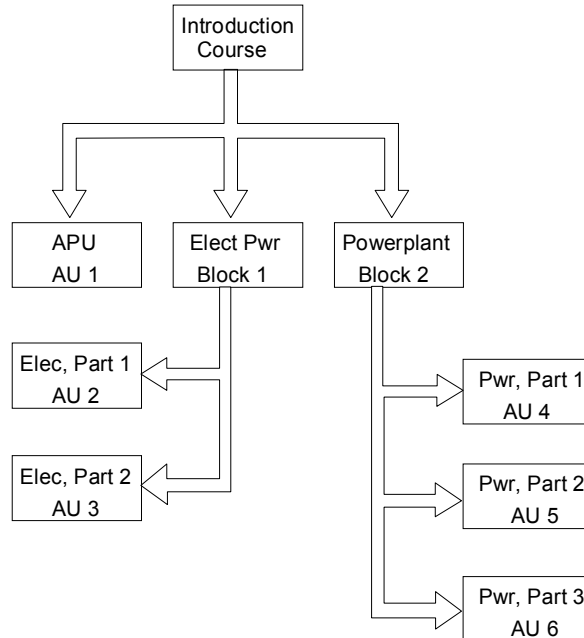 Introduction
Course
APU
AU 1
Elect Pwr
Block 1
Powerplant
Block 2
Elec, Part 1
AU 2
Elec, Part 2
AU 3
Pwr, Part 1
AU 4
Pwr, Part 2
AU 5
Pwr, Part 3
AU 6